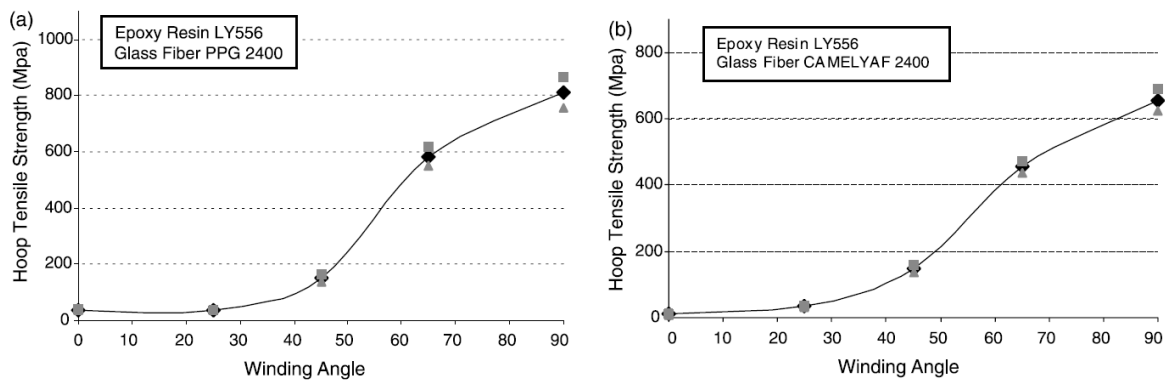 (a)
Epoxy Resin LY556
Glass Fiber PPG 2400
Hoop Tensile Strength (Mpa)
1000
800
600
400
200
0
0 10 20 30 40 50 60 70 80 90
Winding Angle
(b)
Epoxy Resin LY556
Glass Fiber CAMELYAF 2400
Hoop Tensile Strength (Mpa)
800
600
400
200
0
0 10 20 30 40 50 60 70 80 90
Winding Angle